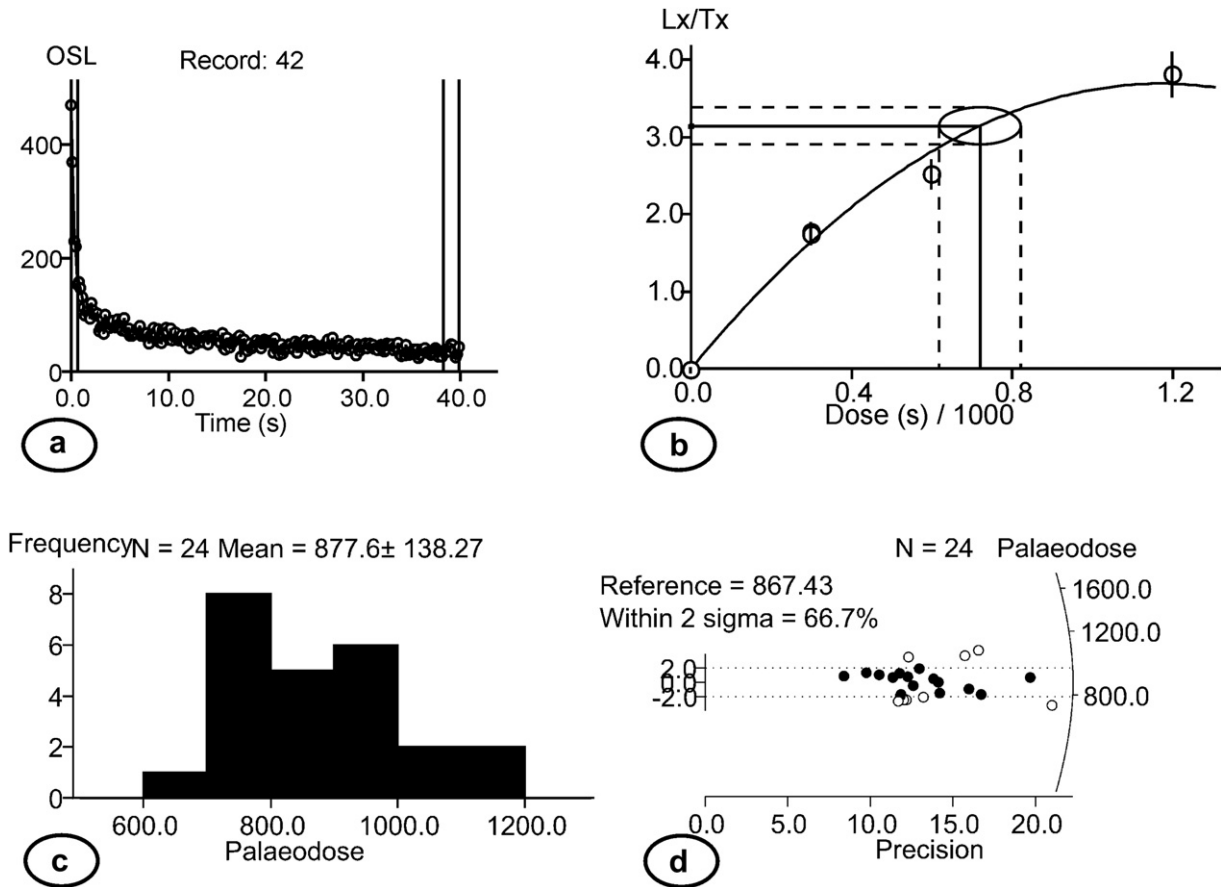 OSL
Record: 42
400
200
0
0.0 10.0 20.0 30.0 40.0
Time (s)
a
Lx/Tx
4.0
3.0
2.0
1.0
0.0
0.0 0.4 0.8 1.2
Dose (s) / 1000
b
Frequency N = 24 Mean = 877.6± 138.27
8
6
4
2
0
600.0 800.0 1000.0 1200.0
Palaeodose
c
N = 24 Palaeodose
Reference = 867.43
Within 2 sigma = 66.7%
1600.0
1200.0
800.0
2.0
0.0
-2.0
0.0 5.0 10.0 15.0 20.0
Precision
d